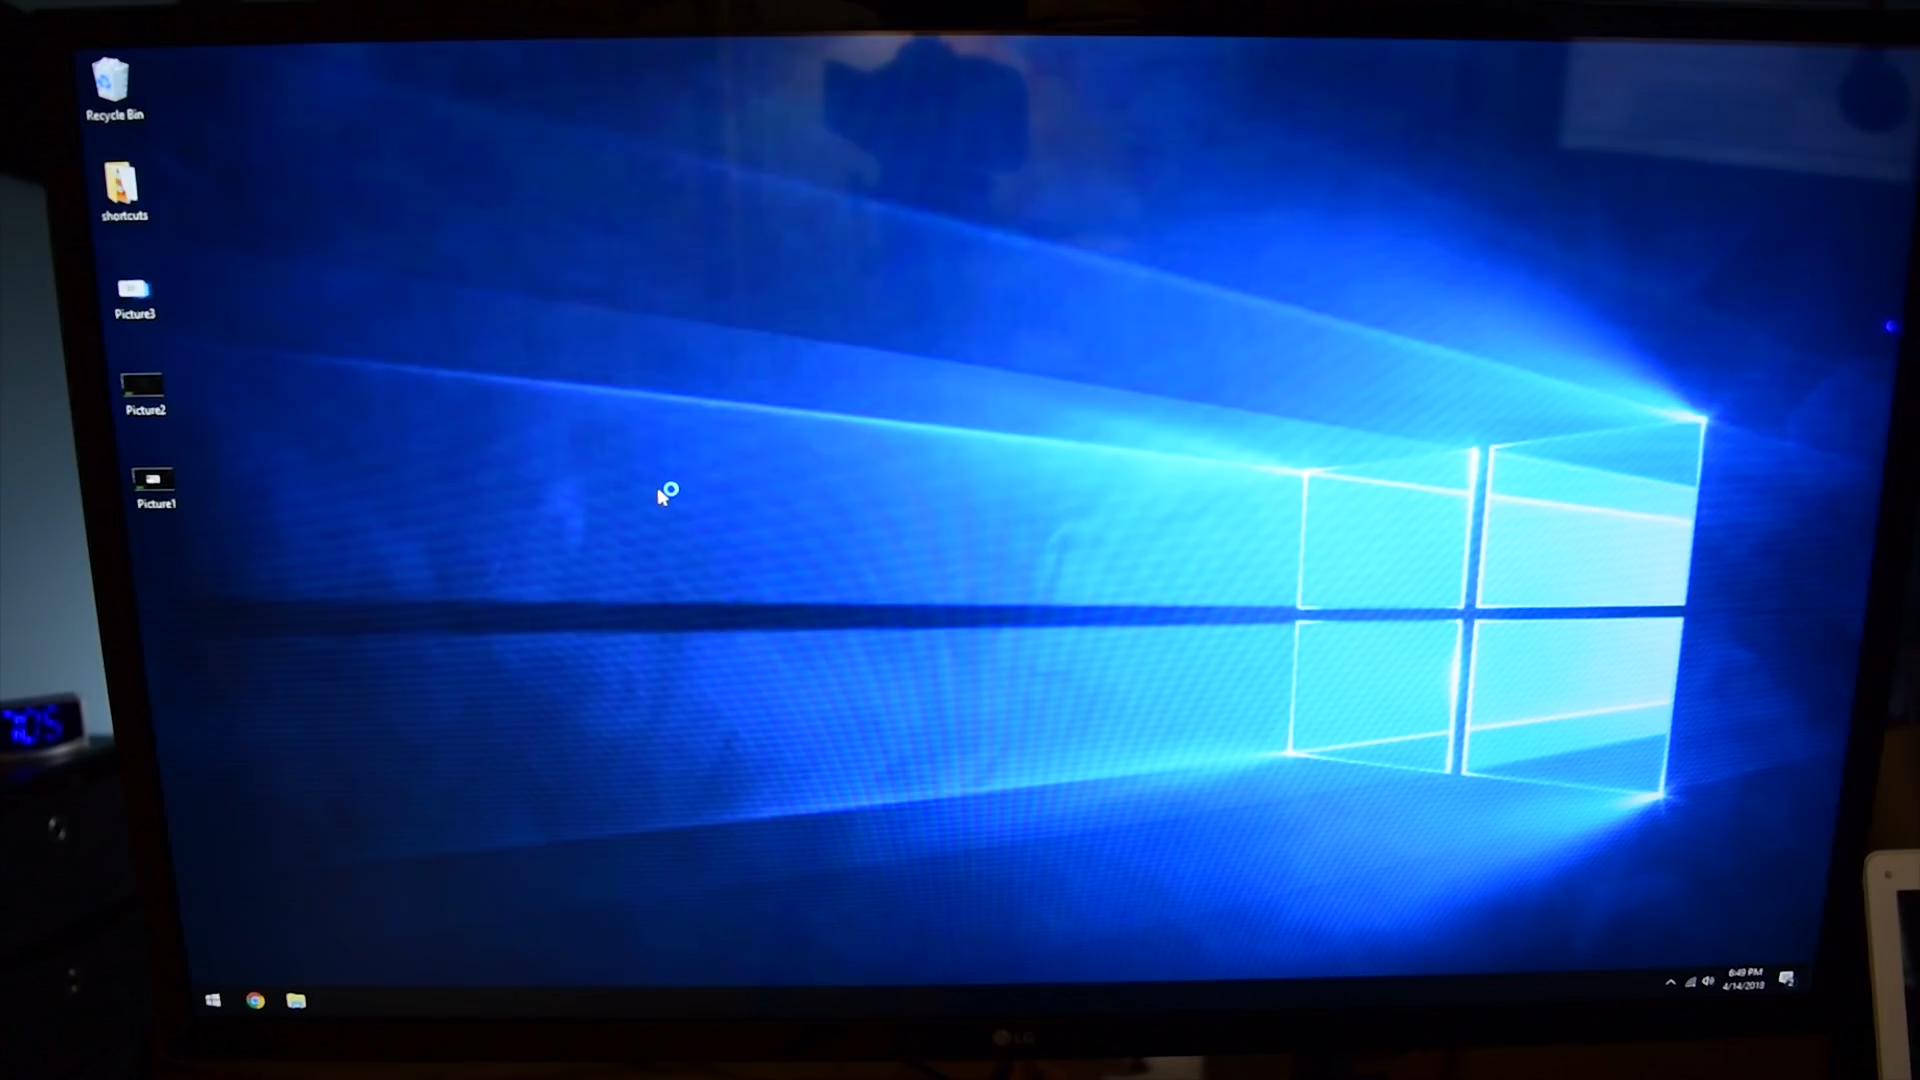 Recycle Bin
shortcuts
Picture3
Picture2
Picture1
6:49 PM
4/14/2018
LG